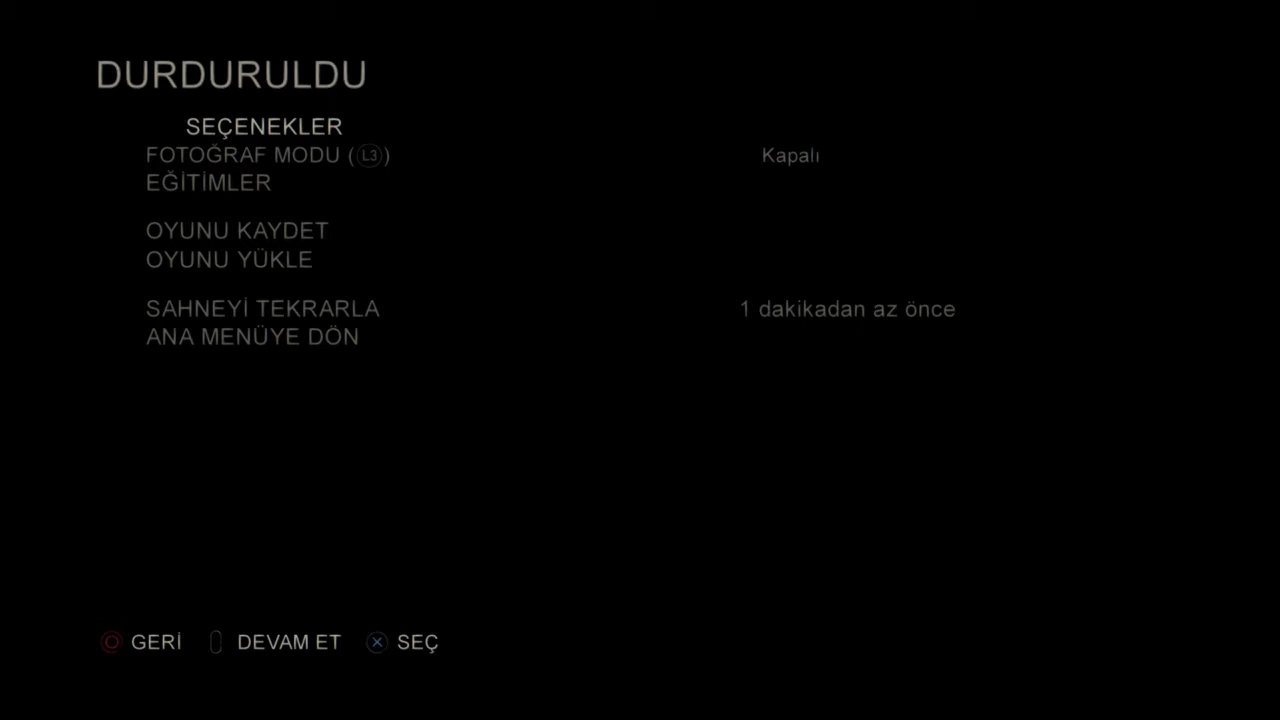 DURDURULDU
SEÇENEKLER
FOTOĞRAF MODU (L3) Kapalı
EĞİTİMLER
OYUNU KAYDET
OYUNU YÜKLE
SAHNEYİ TEKRARLA 1 dakikadan az önce
ANA MENÜYE DÖN
GERİ DEVAM ET SEÇ